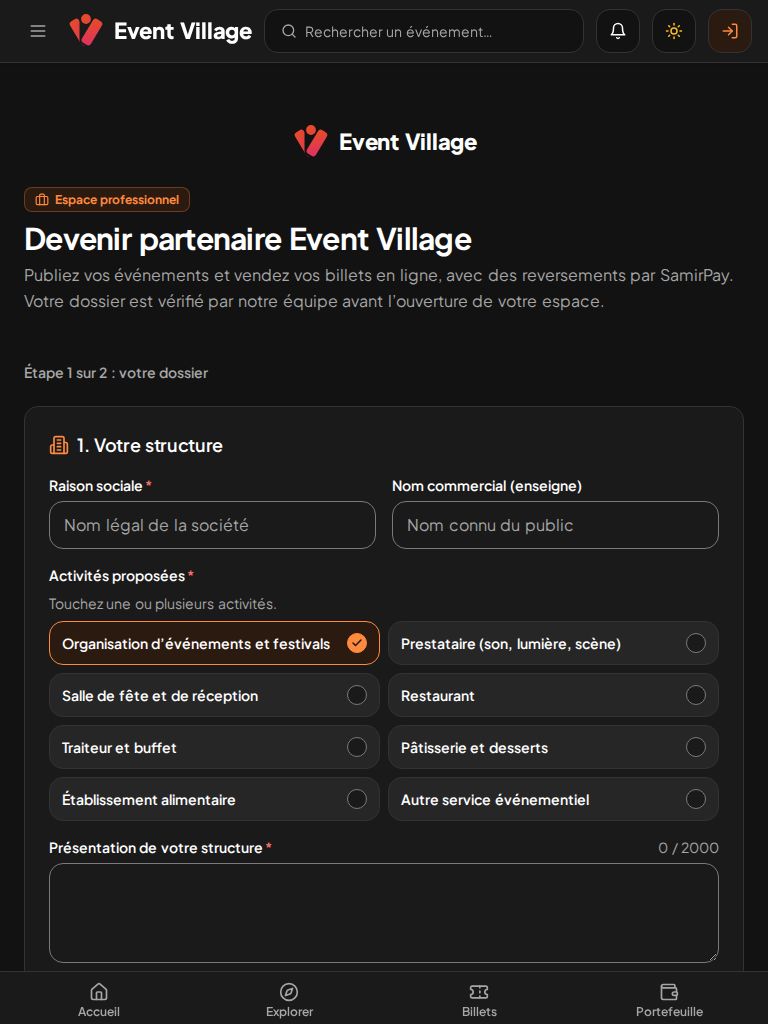 Event Village
Rechercher un événement...
Event Village
Espace professionnel
Devenir partenaire Event Village
Publiez vos événements et vendez vos billets en ligne, avec des reversements par SamirPay.
Votre dossier est vérifié par notre équipe avant l’ouverture de votre espace.
Étape 1 sur 2 : votre dossier
1. Votre structure
Raison sociale * Nom commercial (enseigne)
Nom légal de la société Nom connu du public
Activités proposées *
Touchez une ou plusieurs activités.
Organisation d’événements et festivals Prestataire (son, lumière, scène)
Salle de fête et de réception Restaurant
Traiteur et buffet Pâtisserie et desserts
Établissement alimentaire Autre service événementiel
Présentation de votre structure * 0 / 2000
Accueil Explorer Billets Portefeuille